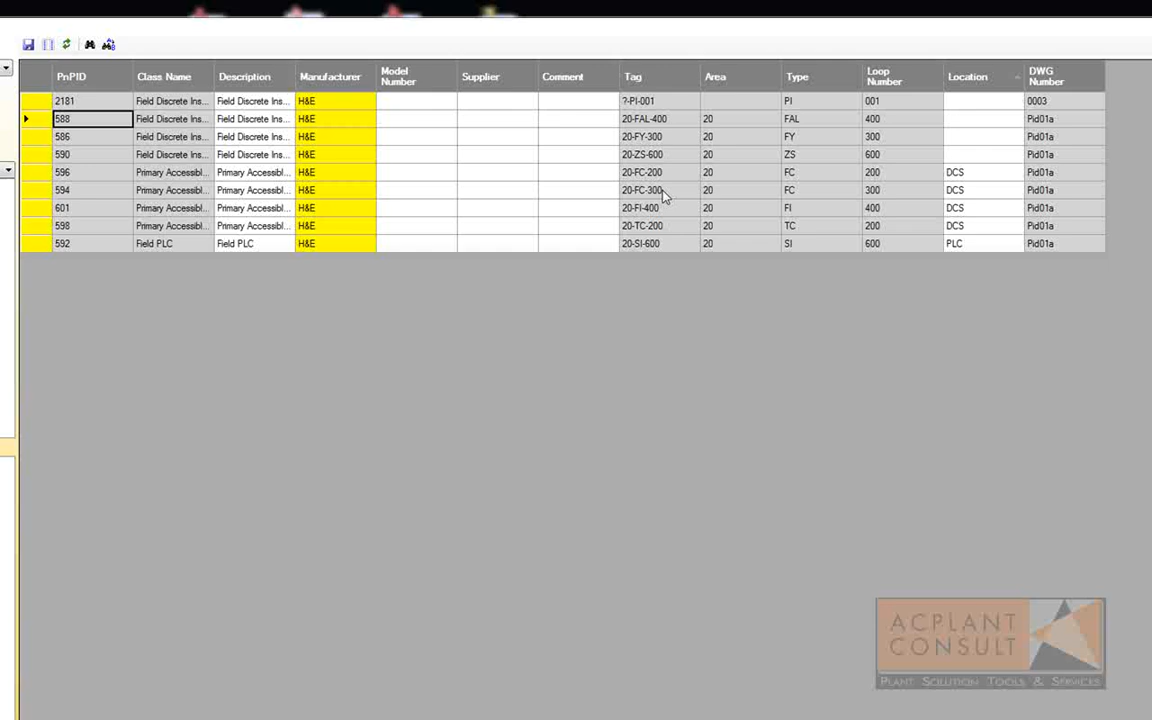 PnPID Class Name Description Manufacturer Model Number Supplier Comment Tag Area Type Loop Number Location DWG Number
2181 Field Discrete Ins... Field Discrete Ins... H&E ?-PI-001 PI 001 0003
588 Field Discrete Ins... Field Discrete Ins... H&E 20-FAL-400 20 FAL 400 Pid01a
586 Field Discrete Ins... Field Discrete Ins... H&E 20-FY-300 20 FY 300 Pid01a
590 Field Discrete Ins... Field Discrete Ins... H&E 20-ZS-600 20 ZS 600 Pid01a
596 Primary Accessibl... Primary Accessibl... H&E 20-FC-200 20 FC 200 DCS Pid01a
594 Primary Accessibl... Primary Accessibl... H&E 20-FC-300 20 FC 300 DCS Pid01a
601 Primary Accessibl... Primary Accessibl... H&E 20-FI-400 20 FI 400 DCS Pid01a
598 Primary Accessibl... Primary Accessibl... H&E 20-TC-200 20 TC 200 DCS Pid01a
592 Field PLC Field PLC H&E 20-SI-600 20 SI 600 PLC Pid01a
ACPLANT
CONSULT
PLANT SOLUTION TOOLS & SERVICES